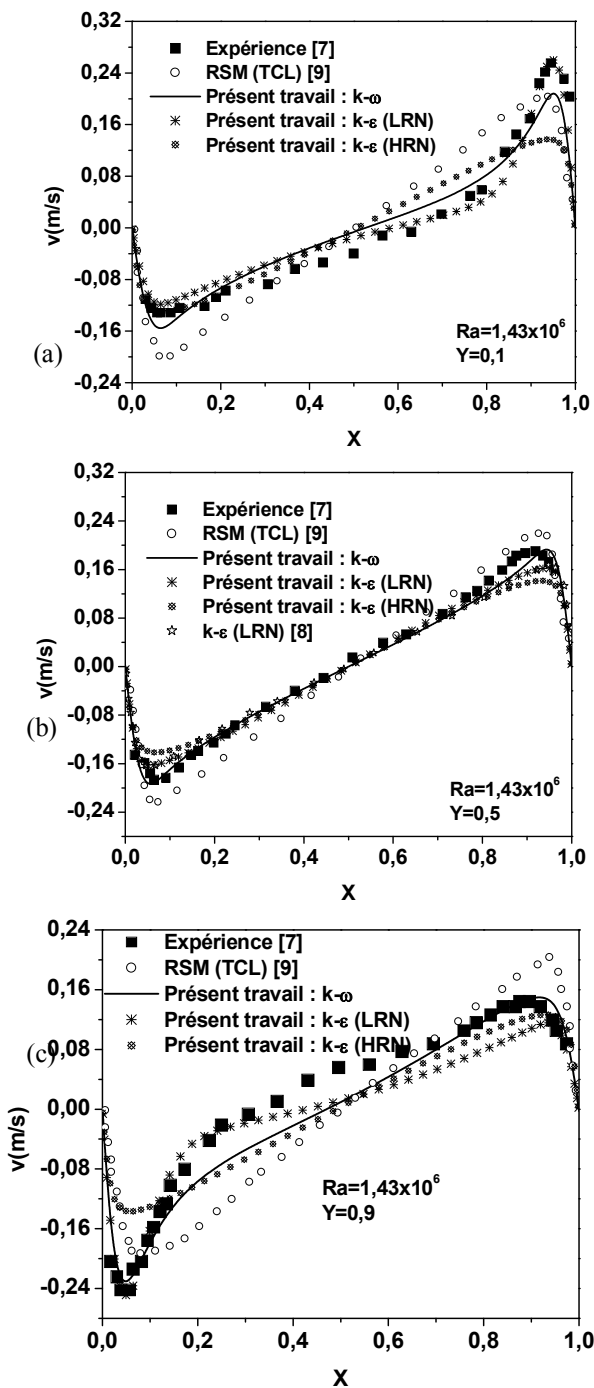 0,32
Expérience [7]
RSM (TCL) [9]
0,24
Présent travail : k-ω
Présent travail : k-ε (LRN)
0,16
Présent travail : k-ε (HRN)
0,08
v(m/s)
0,00
-0,08
-0,16
(a)
Ra=1,43x10⁶
Y=0,1
-0,24
0,0 0,2 0,4 0,6 0,8 1,0
X
0,32
Expérience [7]
RSM (TCL) [9]
0,24
Présent travail : k-ω
0,16
Présent travail : k-ε (LRN)
Présent travail : k-ε (HRN)
0,08
k-ε (LRN) [8]
v(m/s)
0,00
-0,08
(b)
-0,16
Ra=1,43x10⁶
-0,24
Y=0,5
0,0 0,2 0,4 0,6 0,8 1,0
X
0,24
Expérience [7]
RSM (TCL) [9]
0,16
Présent travail : k-ω
Présent travail : k-ε (LRN)
(c)
0,08
Présent travail : k-ε (HRN)
v(m/s)
0,00
-0,08
Ra=1,43x10⁶
-0,16
Y=0,9
-0,24
0,0 0,2 0,4 0,6 0,8 1,0
X